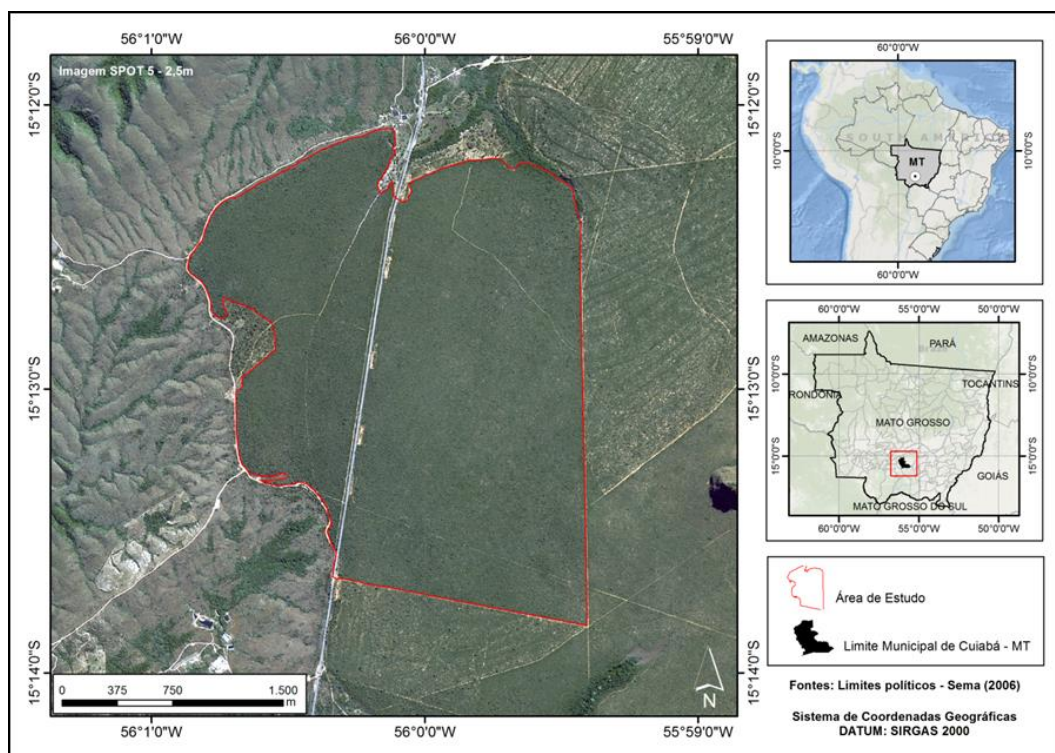 56°1'0"W 56°0'0"W 55°59'0"W
Imagem SPOT 5 - 2,5m
15°12'0"S 15°12'0"S
15°13'0"S 15°13'0"S
15°14'0"S 15°14'0"S
0 375 750 1.500
m
N
56°1'0"W 56°0'0"W 55°59'0"W
60°0'0"W
SOUTH AMERICA
10°0'0"S 10°0'0"S
MT
60°0'0"W
60°0'0"W 55°0'0"W 50°0'0"W
AMAZONAS PARÁ
10°0'0"S 10°0'0"S
TOCANTINS
RONDÔNIA
MATO GROSSO
15°0'0"S 15°0'0"S
GOIÁS
MATO GROSSO DO SUL
60°0'0"W 55°0'0"W 50°0'0"W
Área de Estudo
Limite Municipal de Cuiabá - MT
Fontes: Limites políticos - Sema (2006)
Sistema de Coordenadas Geográficas
DATUM: SIRGAS 2000